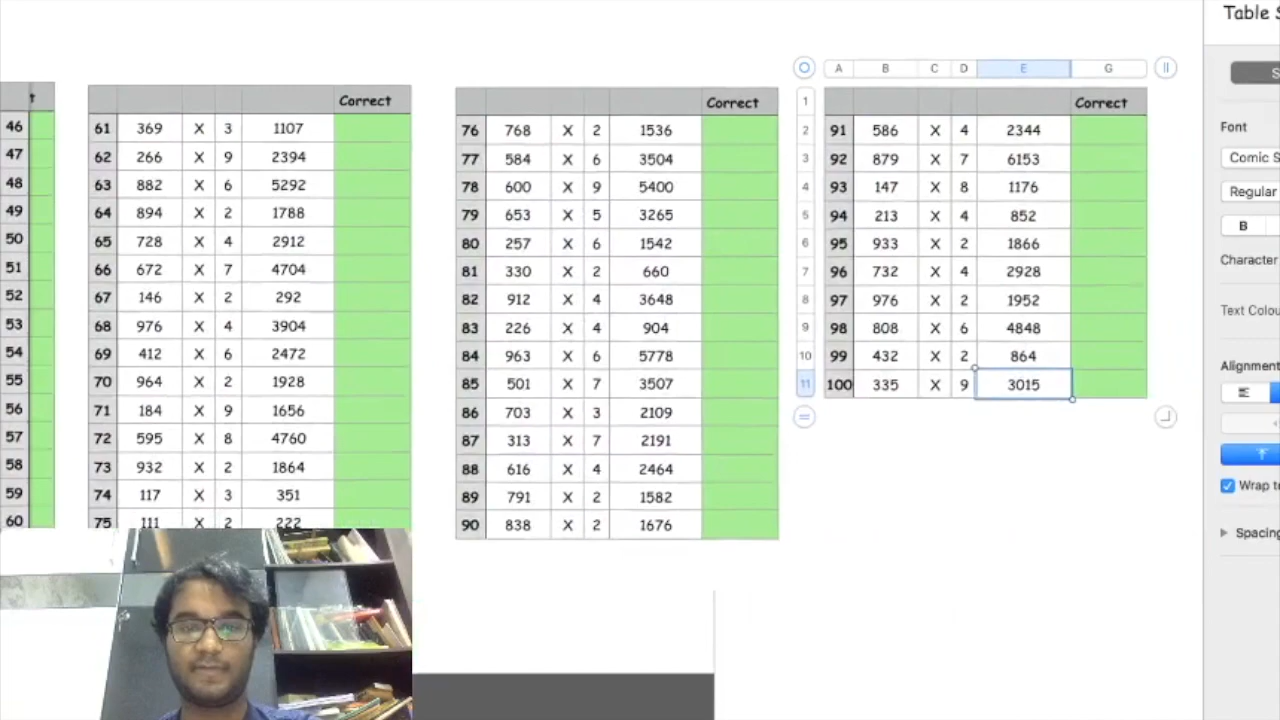 Table S
A B C D E G
t
46
47
48
49
50
51
52
53
54
55
56
57
58
59
60
Correct
61 369 X 3 1107
62 266 X 9 2394
63 882 X 6 5292
64 894 X 2 1788
65 728 X 4 2912
66 672 X 7 4704
67 146 X 2 292
68 976 X 4 3904
69 412 X 6 2472
70 964 X 2 1928
71 184 X 9 1656
72 595 X 8 4760
73 932 X 2 1864
74 117 X 3 351
75 111 X 2 222
Correct
76 768 X 2 1536
77 584 X 6 3504
78 600 X 9 5400
79 653 X 5 3265
80 257 X 6 1542
81 330 X 2 660
82 912 X 4 3648
83 226 X 4 904
84 963 X 6 5778
85 501 X 7 3507
86 703 X 3 2109
87 313 X 7 2191
88 616 X 4 2464
89 791 X 2 1582
90 838 X 2 1676
1 Correct
2 91 586 X 4 2344
3 92 879 X 7 6153
4 93 147 X 8 1176
5 94 213 X 4 852
6 95 933 X 2 1866
7 96 732 X 4 2928
8 97 976 X 2 1952
9 98 808 X 6 4848
10 99 432 X 2 864
11 100 335 X 9 3015
S
Font
Comic S
Regular
B
Character
Text Colou
Alignment
Wrap te
Spacing